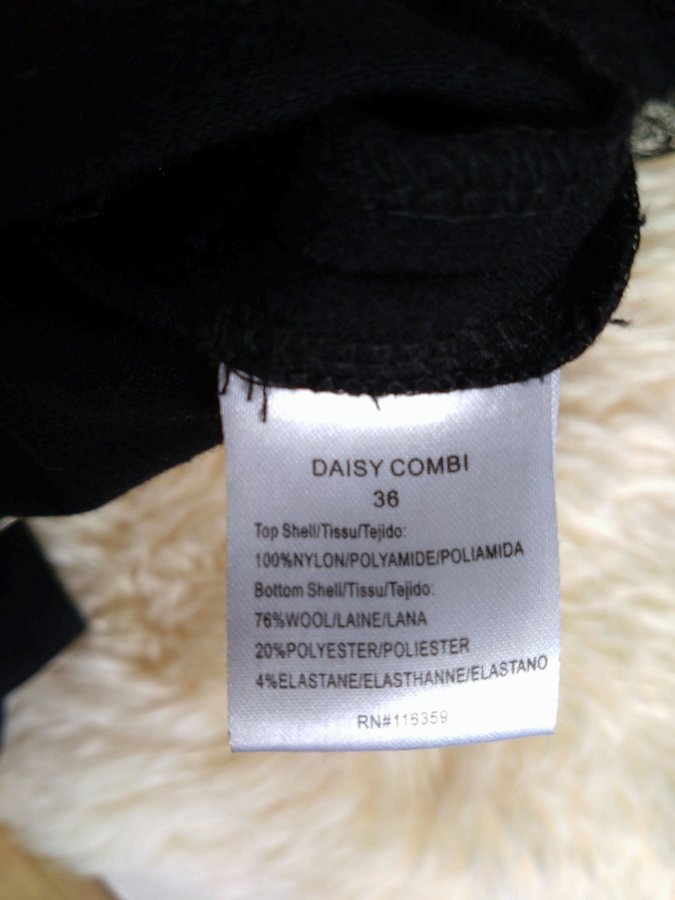 DAISY COMBI
36
Top Shell/Tissu/Tejido:
100%NYLON/POLYAMIDE/POLIAMIDA
Bottom Shell/Tissu/Tejido:
76%WOOL/LAINE/LANA
20%POLYESTER/POLIESTER
4%ELASTANE/ELASTHANNE/ELASTANO
RN#116359